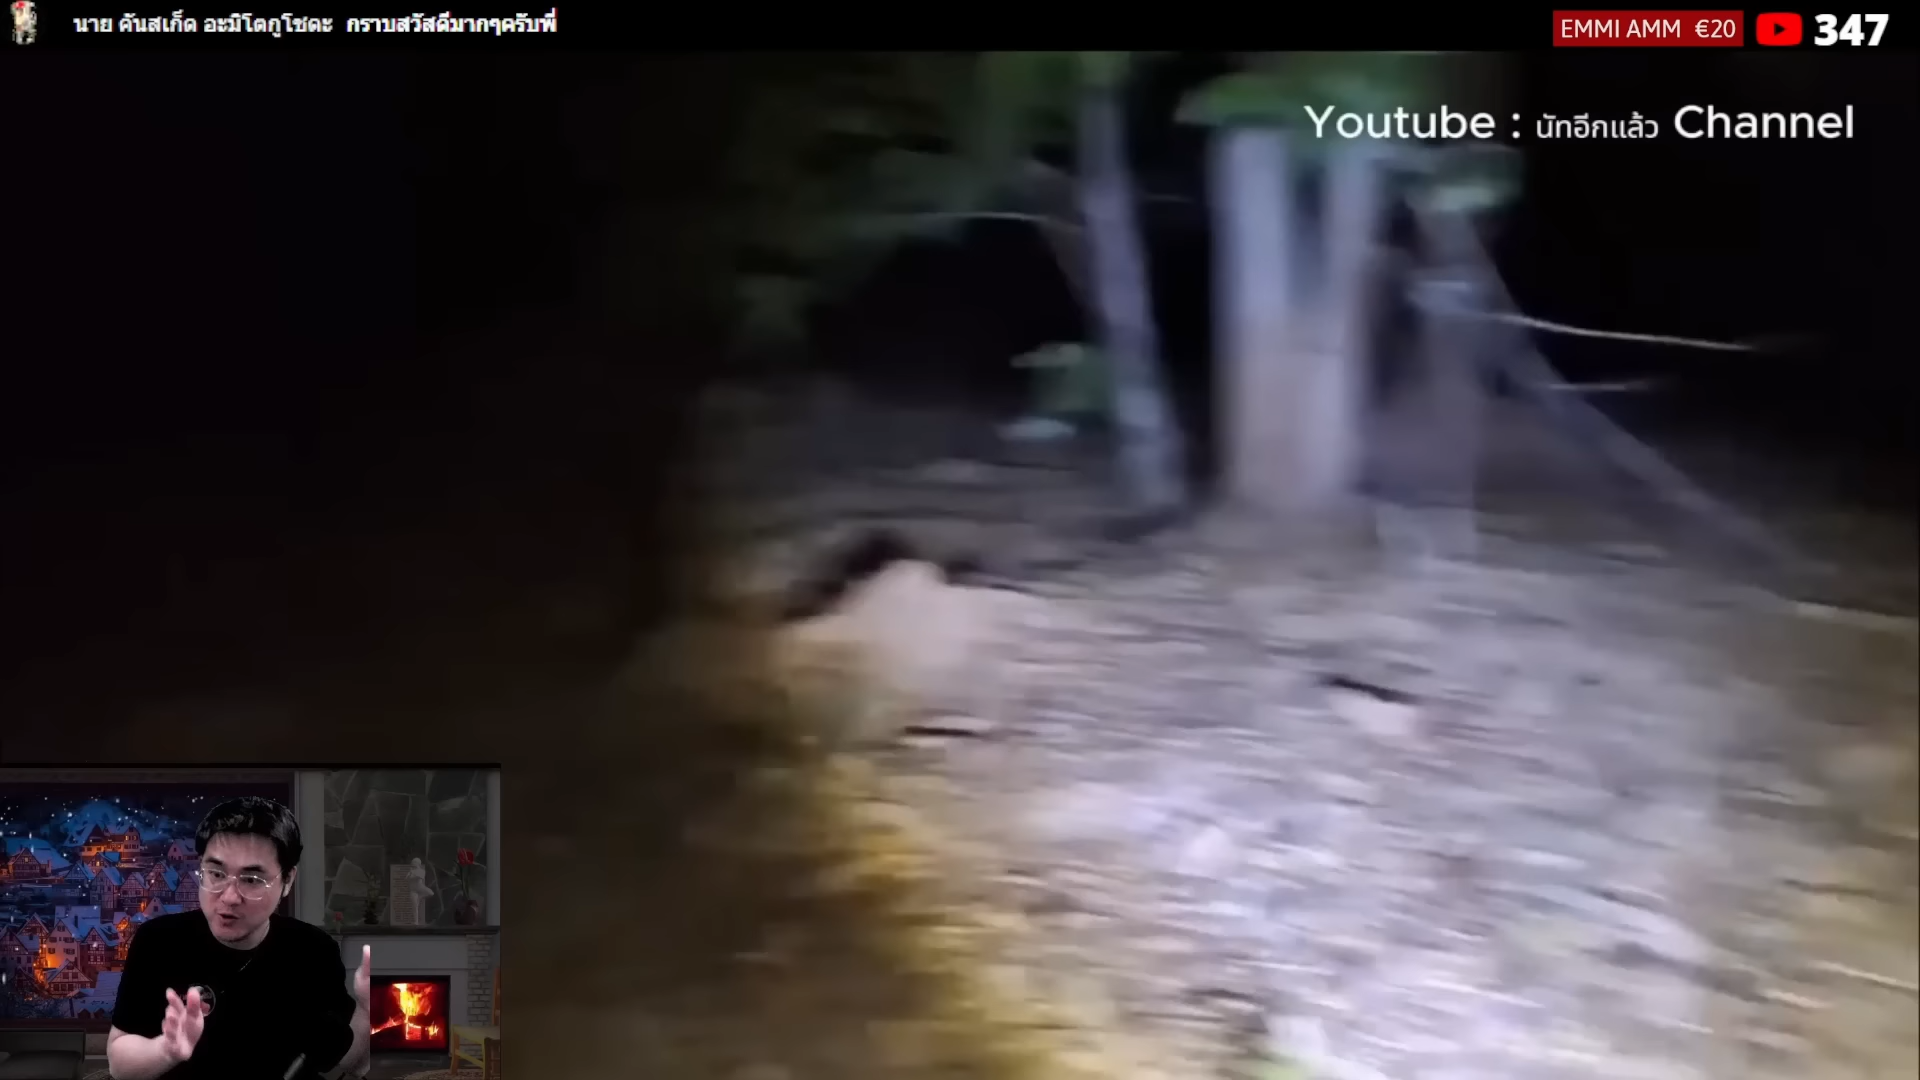 นาย คันสเก็ด อะมิโตกูโชดะ กราบสวัสดีมากๆครับพี่
EMMI AMM €20
347
Youtube : นัทอีกแล้ว Channel